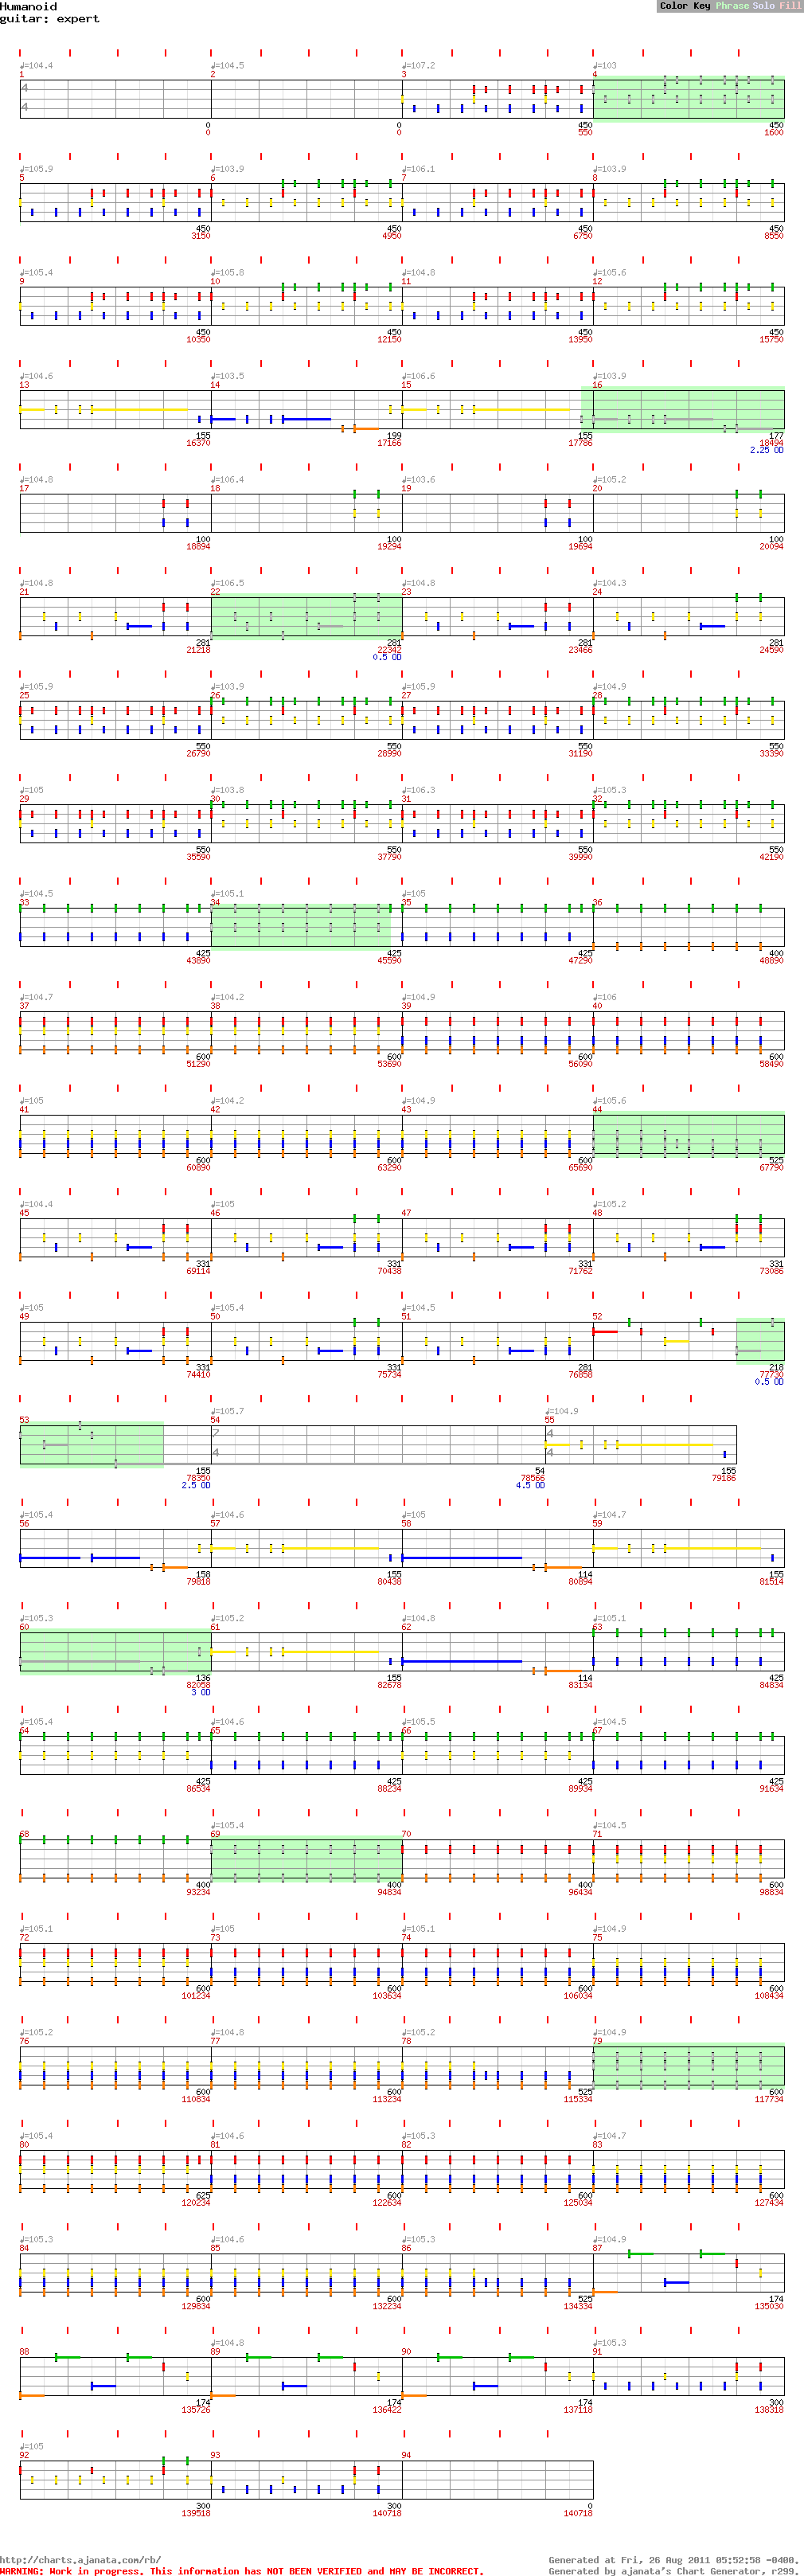 Humanoid
Color Key Phrase Solo Fill
guitar: expert
♩=104.4 ♩=104.5 ♩=107.2 ♩=103
1 2 3 4
4
4
0 0 450 450
0 0 550 1600
♩=105.9 ♩=103.9 ♩=106.1 ♩=103.9
5 6 7 8
450 450 450 450
3150 4950 6750 8550
♩=105.4 ♩=105.8 ♩=104.8 ♩=105.6
9 10 11 12
450 450 450 450
10350 12150 13950 15750
♩=104.6 ♩=103.5 ♩=106.6 ♩=103.9
13 14 15 16
155 199 155 177
16370 17166 17786 18494
2.25 OD
♩=104.8 ♩=106.4 ♩=103.6 ♩=105.2
17 18 19 20
100 100 100 100
18894 19294 19694 20094
♩=104.8 ♩=106.5 ♩=104.8 ♩=104.3
21 22 23 24
281 281 281 281
21218 22342 23466 24590
0.5 OD
♩=105.9 ♩=103.9 ♩=105.9 ♩=104.9
25 26 27 28
550 550 550 550
26790 28990 31190 33390
♩=105 ♩=103.8 ♩=106.3 ♩=105.3
29 30 31 32
550 550 550 550
35590 37790 39990 42190
♩=104.5 ♩=105.1 ♩=105
33 34 35 36
425 425 425 400
43890 45590 47290 48890
♩=104.7 ♩=104.2 ♩=104.9 ♩=106
37 38 39 40
600 600 600 600
51290 53690 56090 58490
♩=105 ♩=104.2 ♩=104.9 ♩=105.6
41 42 43 44
600 600 600 525
60890 63290 65690 67790
♩=104.4 ♩=105 ♩=105.2
45 46 47 48
331 331 331 331
69114 70438 71762 73086
♩=105 ♩=105.4 ♩=104.5
49 50 51 52
331 331 281 218
74410 75734 76858 77730
0.5 OD
♩=105.7 ♩=104.9
53 54 55
7 4
4 4
155 54 155
78350 78566 79186
2.5 OD 4.5 OD
♩=105.4 ♩=104.6 ♩=105 ♩=104.7
56 57 58 59
158 155 114 155
79818 80438 80894 81514
♩=105.3 ♩=105.2 ♩=104.8 ♩=105.1
60 61 62 63
136 155 114 425
82058 82678 83134 84834
3 OD
♩=105.4 ♩=104.6 ♩=105.5 ♩=104.5
64 65 66 67
425 425 425 425
86534 88234 89934 91634
♩=105.4 ♩=104.5
68 69 70 71
400 400 400 600
93234 94834 96434 98834
♩=105.1 ♩=105 ♩=105.1 ♩=104.9
72 73 74 75
600 600 600 600
101234 103634 106034 108434
♩=105.2 ♩=104.8 ♩=105.2 ♩=104.9
76 77 78 79
600 600 525 600
110834 113234 115334 117734
♩=105.4 ♩=104.6 ♩=105.3 ♩=104.7
80 81 82 83
625 600 600 600
120234 122634 125034 127434
♩=105.3 ♩=104.6 ♩=105.3 ♩=104.9
84 85 86 87
600 600 525 174
129834 132234 134334 135030
♩=104.8 ♩=105.3
88 89 90 91
174 174 174 300
135726 136422 137118 138318
♩=105
92 93 94
300 300 0
139518 140718 140718
http://charts.ajanata.com/rb/ Generated at Fri, 26 Aug 2011 05:52:58 -0400.
WARNING: Work in progress. This information has NOT BEEN VERIFIED and MAY BE INCORRECT. Generated by ajanata's Chart Generator, r299.